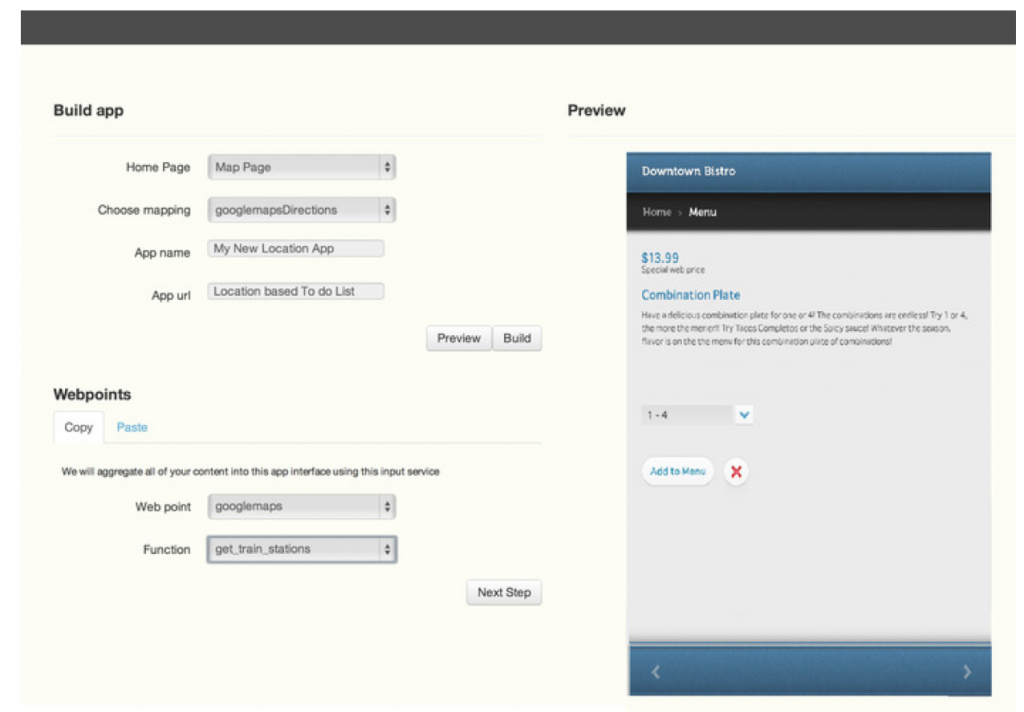 Build app
Home Page Map Page
Choose mapping googlemapsDirections
App name My New Location App
App url Location based To do List
Preview Build
Webpoints
Copy Paste
We will aggregate all of your content into this app interface using this input service
Web point googlemaps
Function get_train_stations
Next Step
Preview
Downtown Bistro
Home > Menu
$13.99
Special web price
Combination Plate
Have a delicious combination plate for one or 4! The combinations are endless! Try 1 or 4,
the more the merrier!! Try Tacos Completos or the Spicy sauce! Whatever the season,
flavor is on the the menu for this combination plate of combinations!
1 - 4
Add to Menu